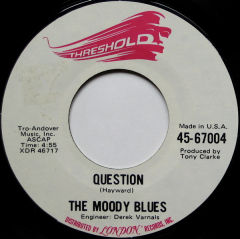 THRESHOLD
Tro-Andover
Music, Inc.
ASCAP
Time: 4:55
XDR 46717
Made in U.S.A.
45-67004
Produced by
Tony Clarke
QUESTION
(Hayward)
THE MOODY BLUES
Engineer: Derek Varnals
DISTRIBUTED BY LONDON RECORDS, INC.